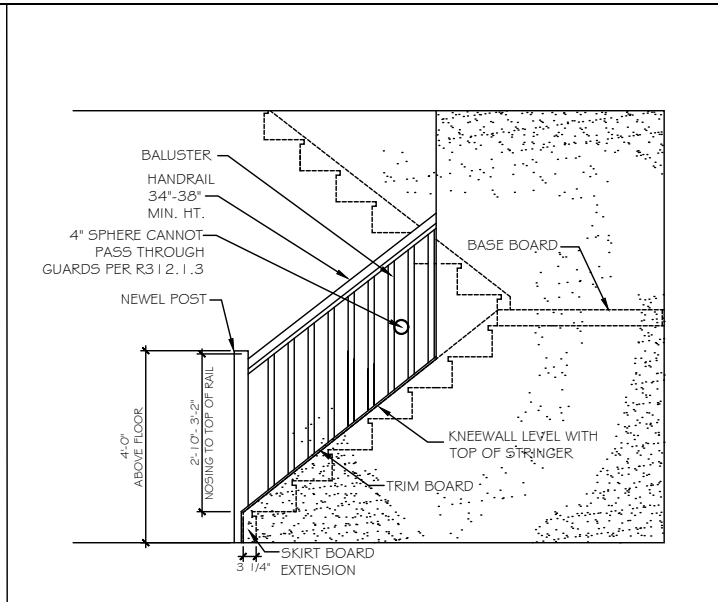 BALUSTER
HANDRAIL
34"-38"
MIN. HT.
4" SPHERE CANNOT
PASS THROUGH
GUARDS PER R312.1.3
NEWEL POST
BASE BOARD
4'-0"
ABOVE FLOOR
2'-10"- 3'-2"
NOSING TO TOP OF RAIL
KNEEWALL LEVEL WITH
TOP OF STRINGER
TRIM BOARD
SKIRT BOARD
EXTENSION
3 1/4"